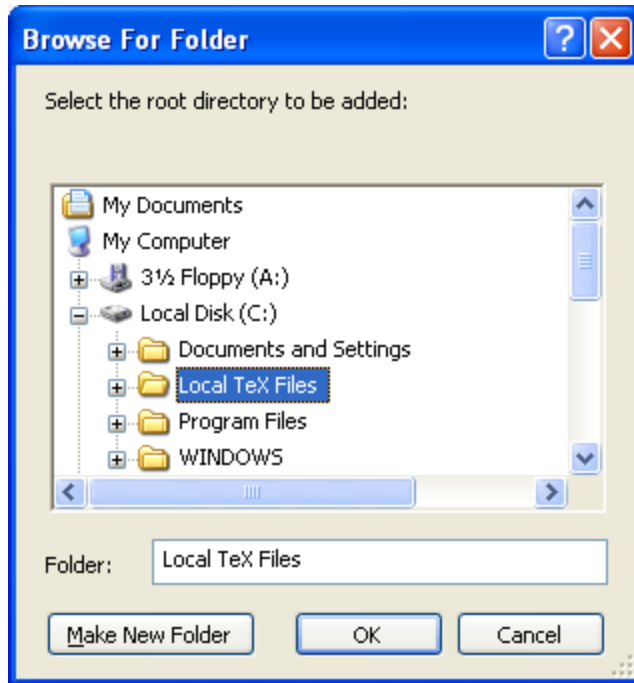 Browse For Folder
Select the root directory to be added:
My Documents
My Computer
3½ Floppy (A:)
Local Disk (C:)
Documents and Settings
Local TeX Files
Program Files
WINDOWS
Folder: Local TeX Files
Make New Folder OK Cancel